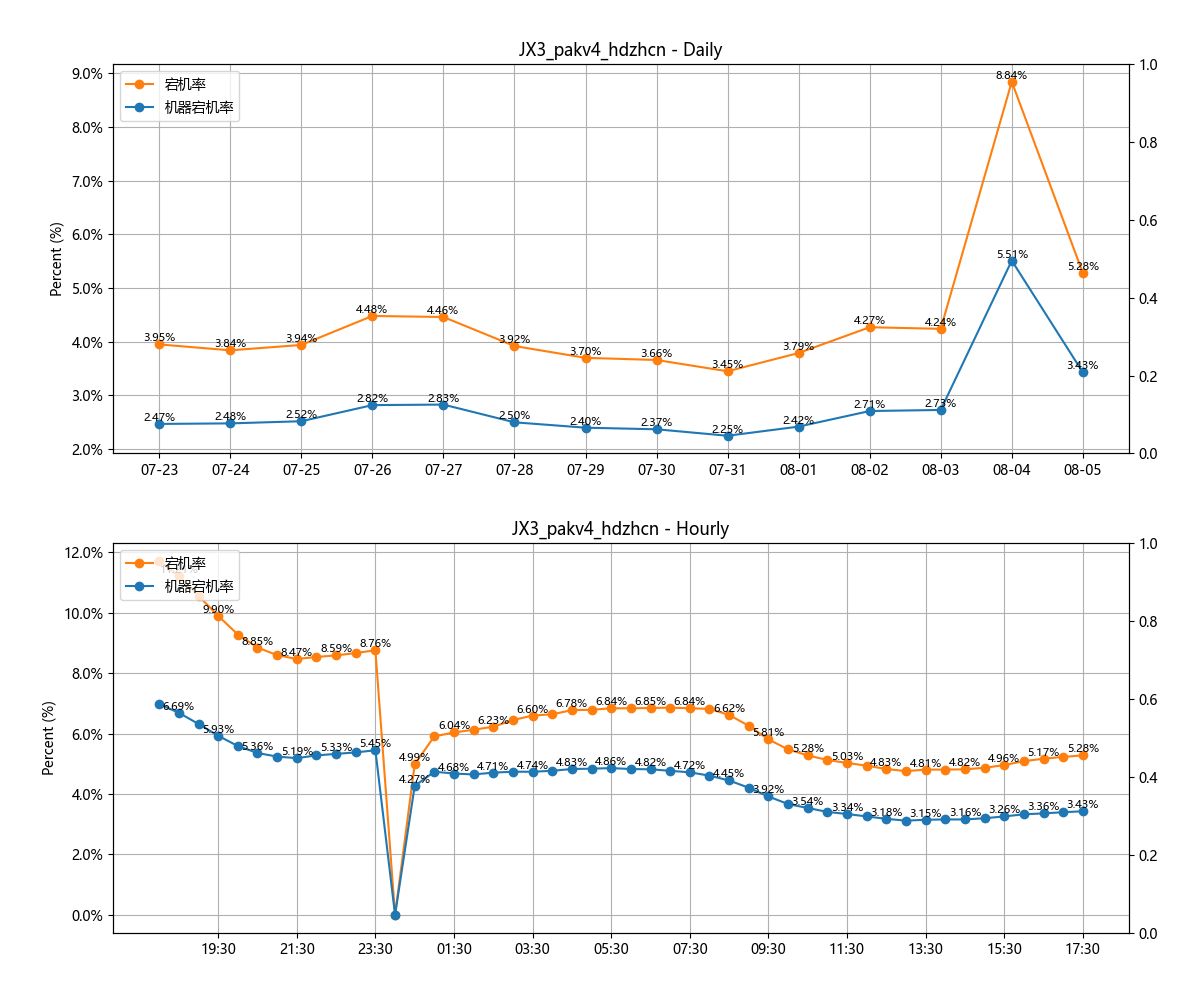 JX3_pakv4_hdzhcn - Daily
宕机率
机器宕机率
Percent (%)
9.0%
8.0%
7.0%
6.0%
5.0%
4.0%
3.0%
2.0%
1.0
0.8
0.6
0.4
0.2
0.0
3.95% 3.84% 3.94% 4.48% 4.46% 3.92% 3.70% 3.66% 3.45% 3.79% 4.27% 4.24% 8.84% 5.28%
2.47% 2.48% 2.52% 2.82% 2.83% 2.50% 2.40% 2.37% 2.25% 2.42% 2.71% 2.73% 5.51% 3.43%
07-23 07-24 07-25 07-26 07-27 07-28 07-29 07-30 07-31 08-01 08-02 08-03 08-04 08-05
JX3_pakv4_hdzhcn - Hourly
宕机率
机器宕机率
Percent (%)
12.0%
10.0%
8.0%
6.0%
4.0%
2.0%
0.0%
1.0
0.8
0.6
0.4
0.2
0.0
9.90% 8.85% 8.47% 8.59% 8.76% 4.99% 6.04% 6.23% 6.60% 6.78% 6.84% 6.85% 6.84% 6.62% 5.81% 5.28% 5.03% 4.83% 4.81% 4.82% 4.96% 5.17% 5.28%
6.69% 5.93% 5.36% 5.19% 5.33% 5.45% 4.27% 4.68% 4.71% 4.74% 4.83% 4.86% 4.82% 4.72% 4.45% 3.92% 3.54% 3.34% 3.18% 3.15% 3.16% 3.26% 3.36% 3.43%
19:30 21:30 23:30 01:30 03:30 05:30 07:30 09:30 11:30 13:30 15:30 17:30